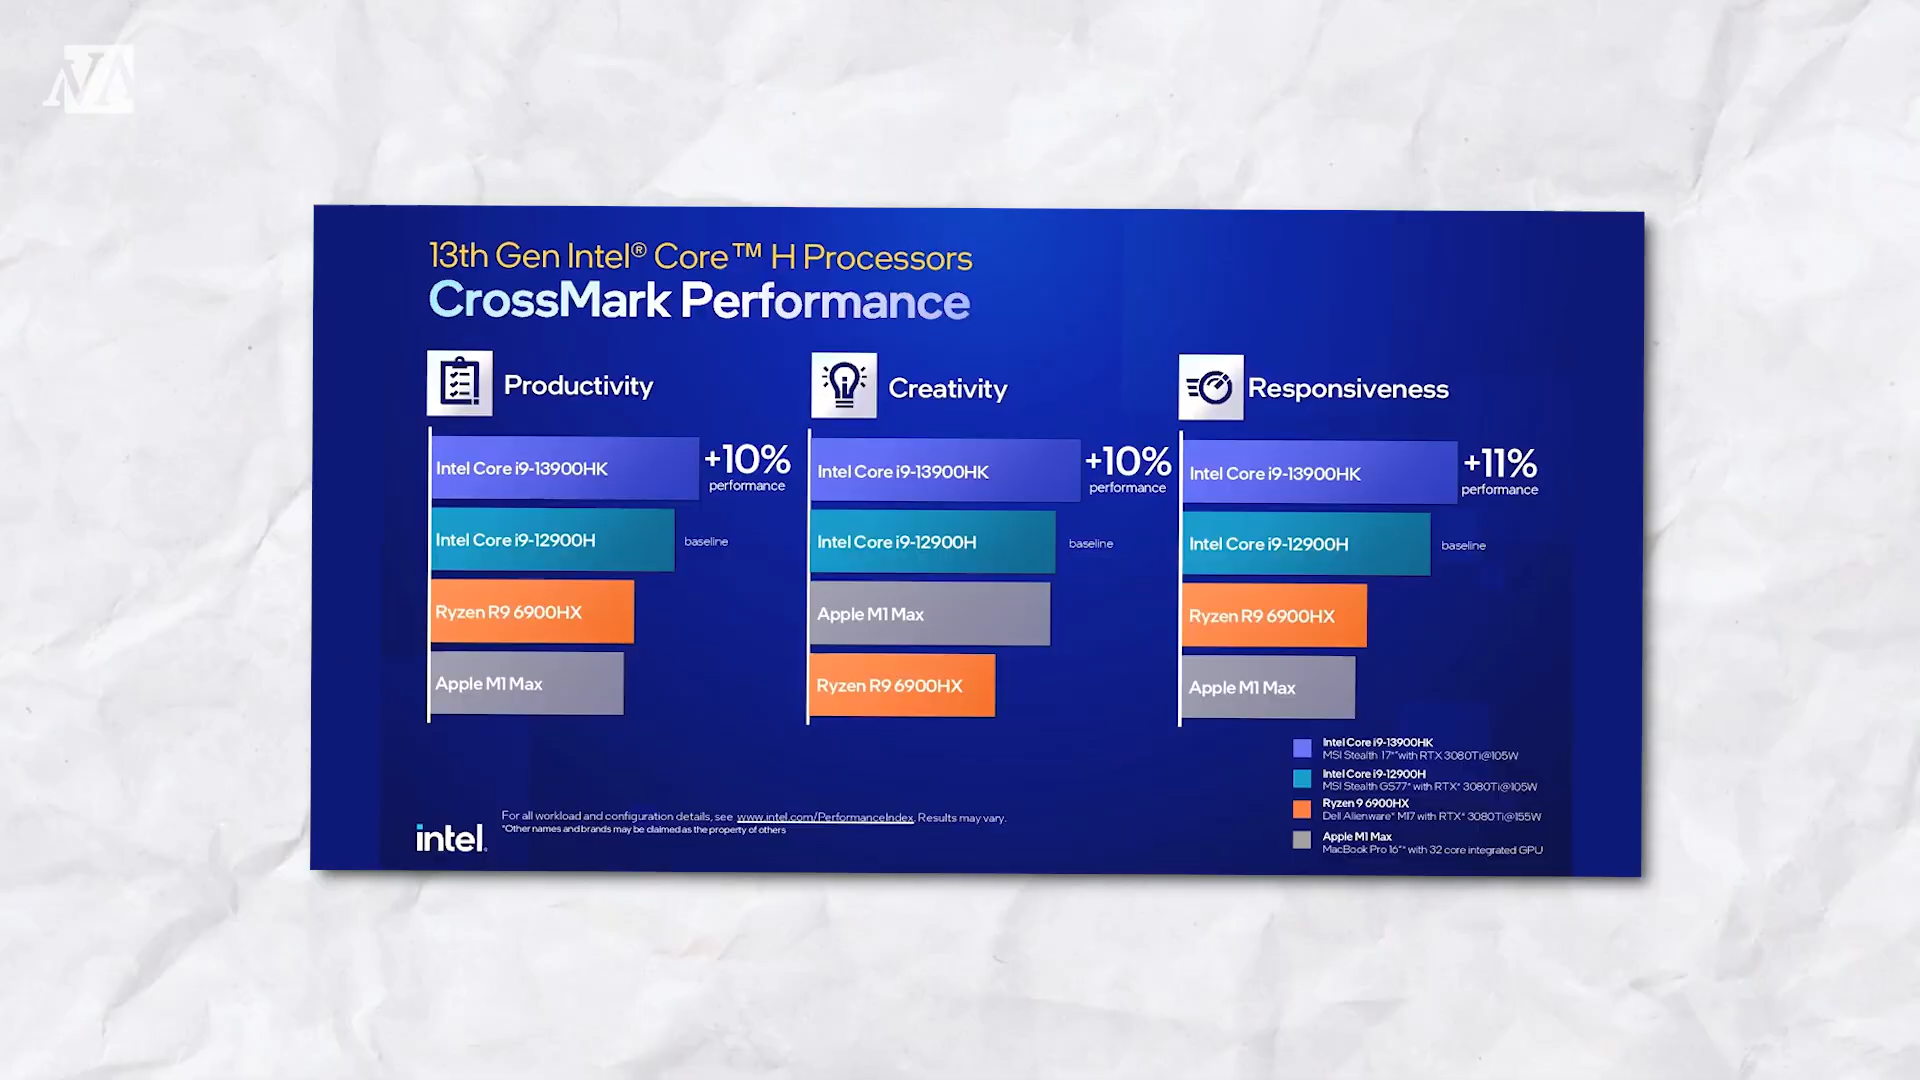 13th Gen Intel® Core™ H Processors
CrossMark Performance
Productivity
Intel Core i9-13900HK
+10%
performance
Intel Core i9-12900H
baseline
Ryzen R9 6900HX
Apple M1 Max
Creativity
Intel Core i9-13900HK
+10%
performance
Intel Core i9-12900H
baseline
Apple M1 Max
Ryzen R9 6900HX
Responsiveness
Intel Core i9-13900HK
+11%
performance
Intel Core i9-12900H
baseline
Ryzen R9 6900HX
Apple M1 Max
Intel Core i9-13900HK
MSI Stealth 17** with RTX 3080Ti@105W
Intel Core i9-12900H
MSI Stealth GS77* with RTX* 3080Ti@105W
Ryzen 9 6900HX
Dell Alienware* M17 with RTX* 3080Ti@155W
Apple M1 Max
MacBook Pro 16"* with 32 core integrated GPU
intel.
For all workload and configuration details, see www.intel.com/PerformanceIndex. Results may vary.
*Other names and brands may be claimed as the property of others